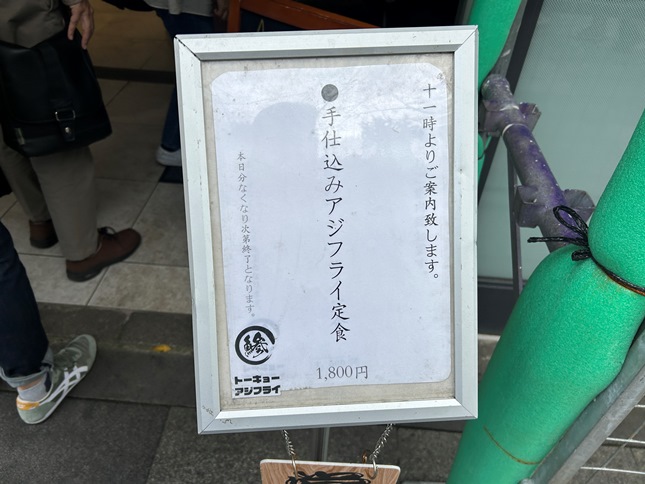 十一時よりご案内致します。
●手仕込みアジフライ定食
1,800円
本日分なくなり次第終了となります。
トーキョー
アジフライ